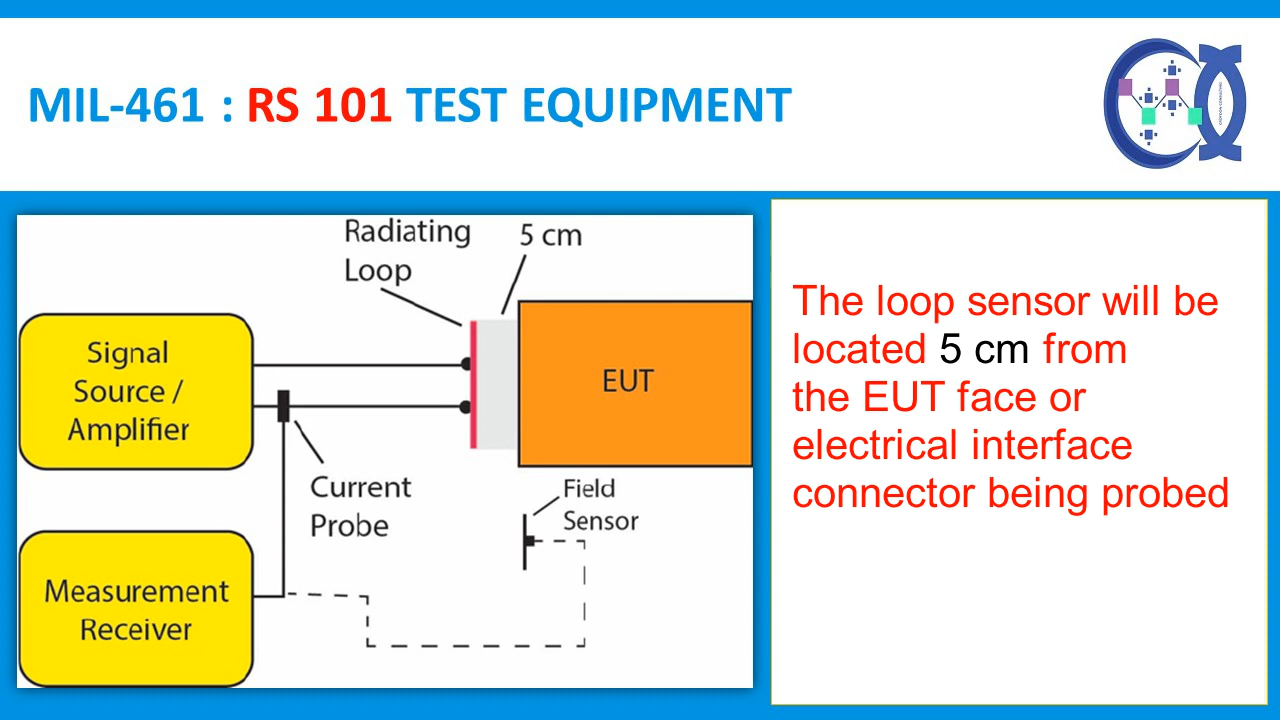 MIL-461 : RS 101 TEST EQUIPMENT
Radiating
Loop
5 cm
Signal
Source /
Amplifier
EUT
Current
Probe
Field
Sensor
Measurement
Receiver
The loop sensor will be
located 5 cm from
the EUT face or
electrical interface
connector being probed